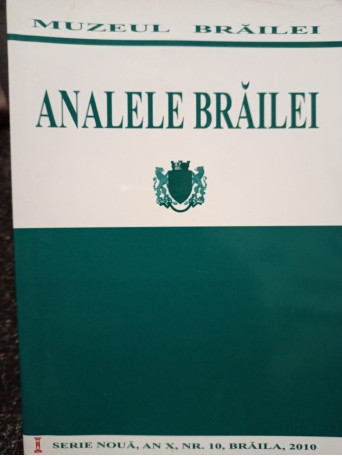 MUZEUL BRĂILEI
ANALELE BRĂILEI
SERIE NOUĂ, AN X, NR. 10, BRĂILA, 2010